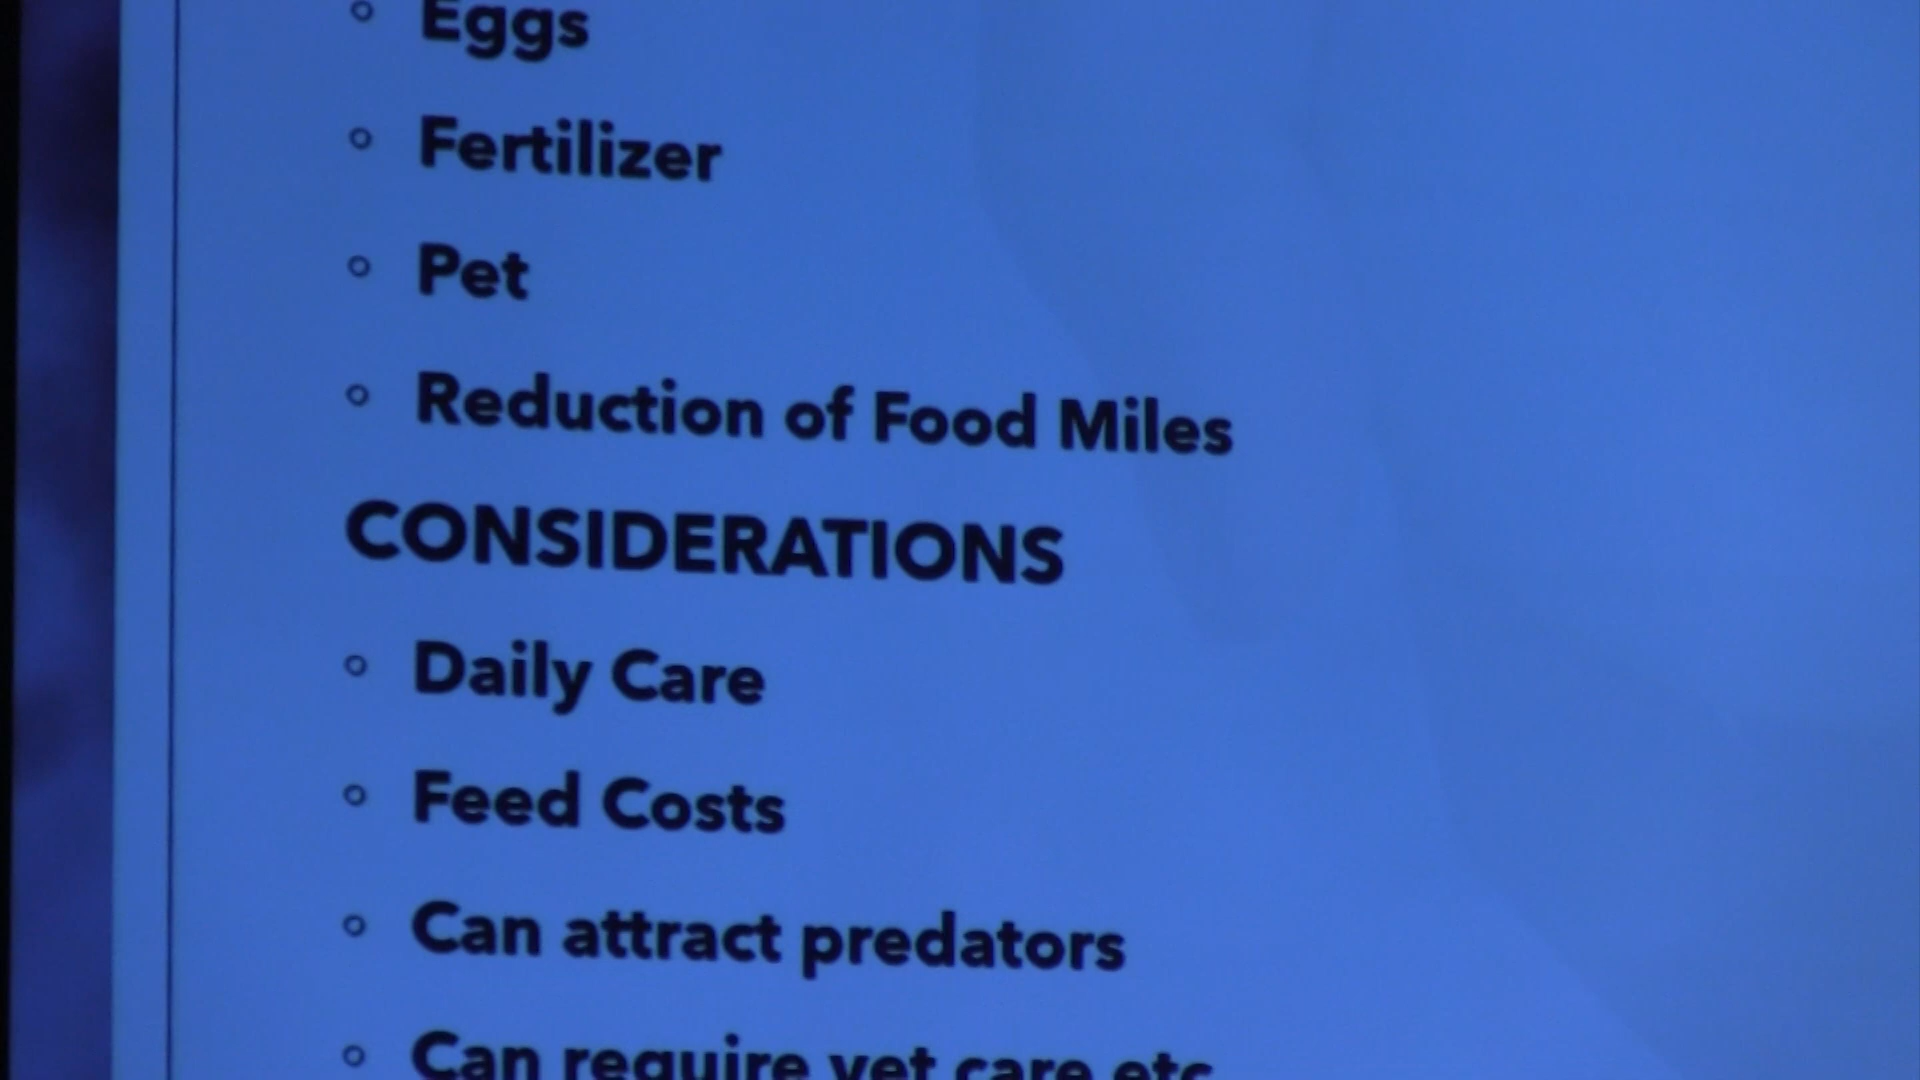 Eggs
Fertilizer
Pet
Reduction of Food Miles
CONSIDERATIONS
Daily Care
Feed Costs
Can attract predators
Can require vet care etc